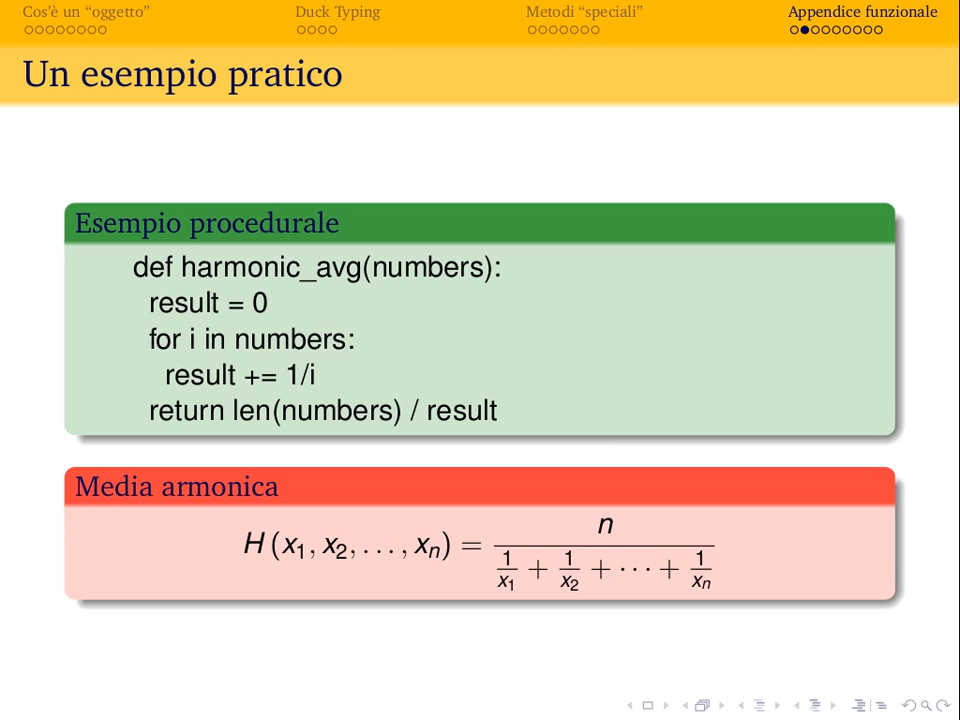 Cos'è un “oggetto” Duck Typing Metodi “speciali” Appendice funzionale
Un esempio pratico
Esempio procedurale
def harmonic_avg(numbers):
result = 0
for i in numbers:
result += 1/i
return len(numbers) / result
Media armonica
H (x₁, x₂, . . . , xₙ) = n / (1/x₁ + 1/x₂ + · · · + 1/xₙ)